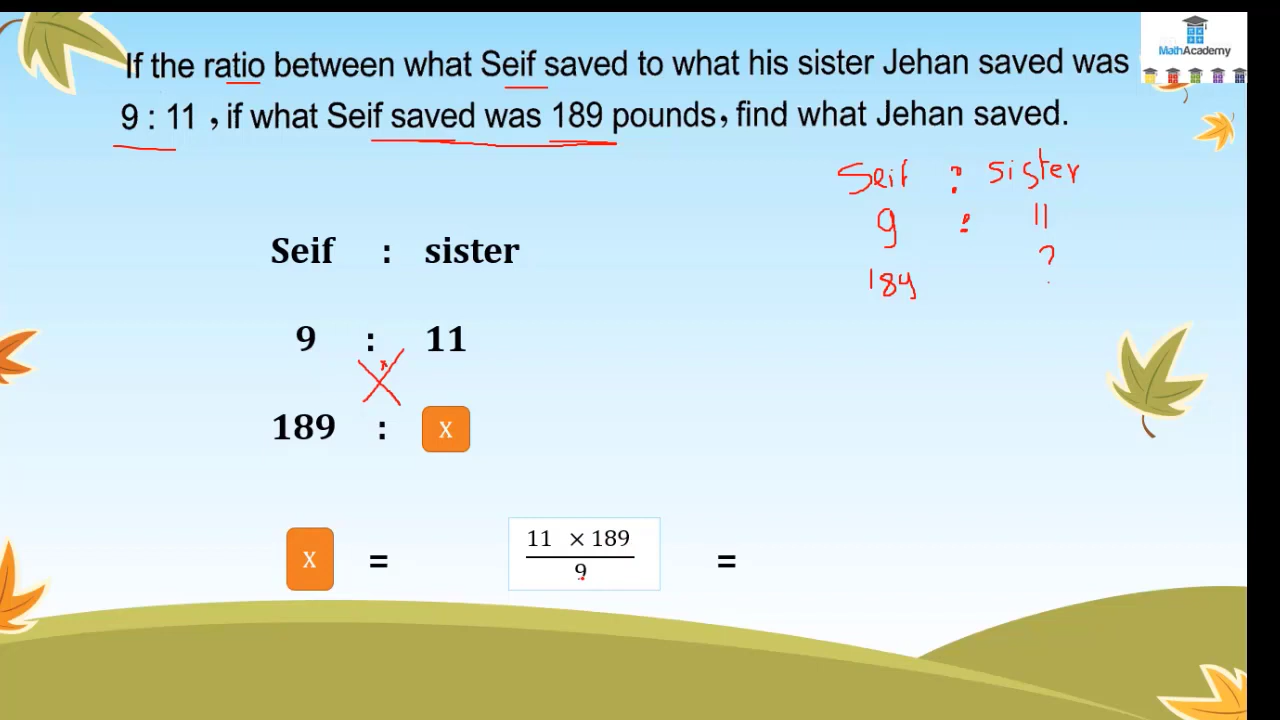 If the ratio between what Seif saved to what his sister Jehan saved was
9 : 11 , if what Seif saved was 189 pounds, find what Jehan saved.
MathAcademy
Seif : sister
9 : 11
?
189
Seif : sister
9 : 11
×
189 : x
x = 11 × 189 =
9